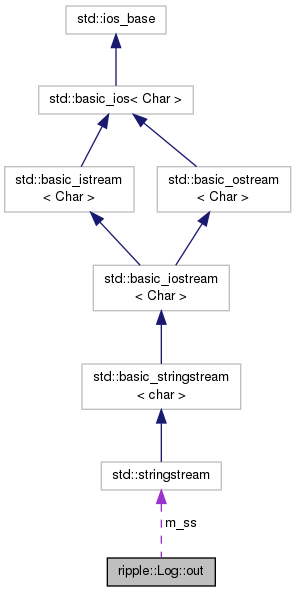 std::ios_base
std::basic_ios< Char >
std::basic_istream
< Char >
std::basic_ostream
< Char >
std::basic_iostream
< Char >
std::basic_stringstream
< char >
std::stringstream
m_ss
ripple::Log::out